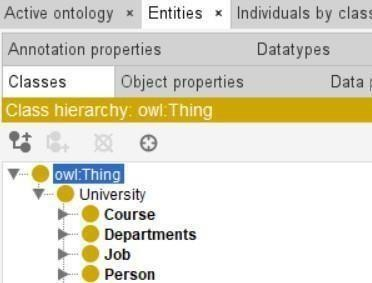 Active ontology × Entities × Individuals by
Annotation properties Datatypes
Classes Object properties Data
Class hierarchy: owl:Thing
owl:Thing
University
Course
Departments
Job
Person